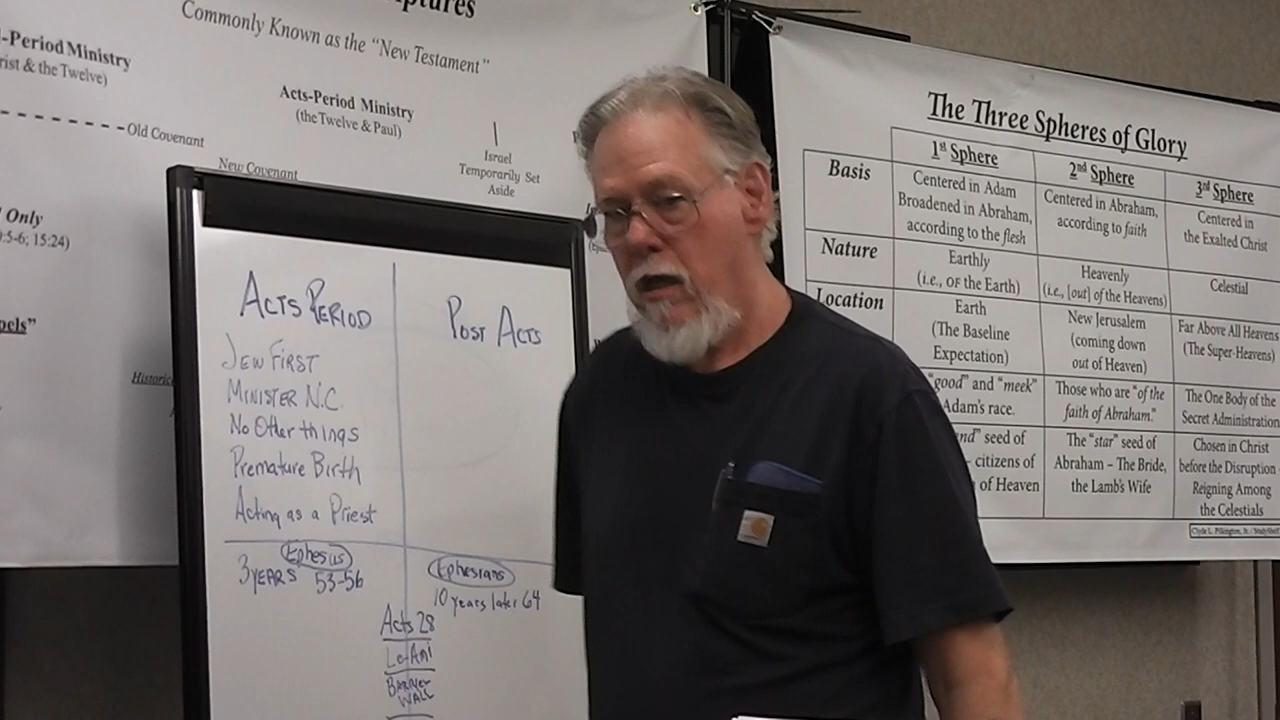 Commonly Known as the “New Testament”
-Period Ministry
rist & the Twelve)
Acts-Period Ministry
(the Twelve & Paul)
Old Covenant
New Covenant
Israel
Temporarily Set
Aside
Only
:5-6; 15:24)
ACTS PERIOD
JEW FIRST
MINISTER N.C.
No Other things
Premature Birth
Acting as a Priest
Ephesus
3 YEARS 53-56
POST ACTS
Ephesians
10 years later 64
Acts 28
Lo-Ami
BARRIER
WALL
The Three Spheres of Glory
1st Sphere
2nd Sphere
3rd Sphere
Basis
Centered in Adam
Broadened in Abraham,
according to the flesh
Centered in Abraham,
according to faith
Centered in
the Exalted Christ
Nature
Earthly
(i.e., OF the Earth)
Heavenly
(i.e., [out] of the Heavens)
Celestial
Location
Earth
(The Baseline
Expectation)
New Jerusalem
(coming down
out of Heaven)
Far Above All Heavens
(The Super-Heavens)
"good” and “meek”
Adam’s race.
Those who are “of the
faith of Abraham.”
The One Body of the
Secret Administration
seed of
– citizens of
of Heaven
The “star” seed of
Abraham – The Bride,
the Lamb’s Wife
Chosen in Christ
before the Disruption
Reigning Among
the Celestials
Clyde L. Pilkington, Jr. / StudyShelf